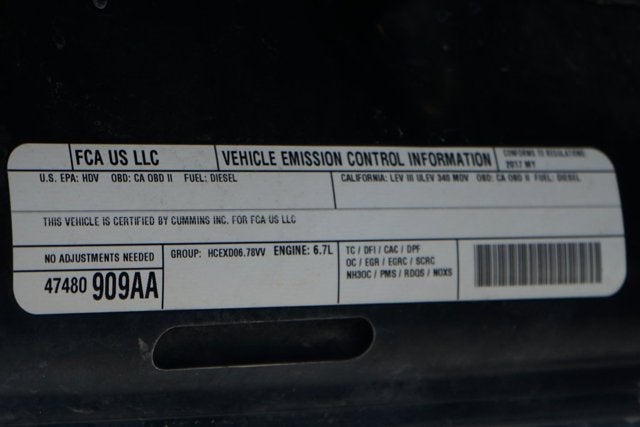 FCA US LLC
VEHICLE EMISSION CONTROL INFORMATION
CONFORMS TO REGULATIONS
2017 MY
U.S. EPA: HDV OBD: CA OBD II FUEL: DIESEL
CALIFORNIA: LEV III ULEV 340 MDV OBD: CA OBD II FUEL: DIESEL
THIS VEHICLE IS CERTIFIED BY CUMMINS INC. FOR FCA US LLC
NO ADJUSTMENTS NEEDED
47480 909AA
GROUP: HCEXD06.78VV ENGINE: 6.7L
TC / DFI / CAC / DPF
OC / EGR / EGRC / SCRC
NH3OC / PMS / RDQS / NOXS